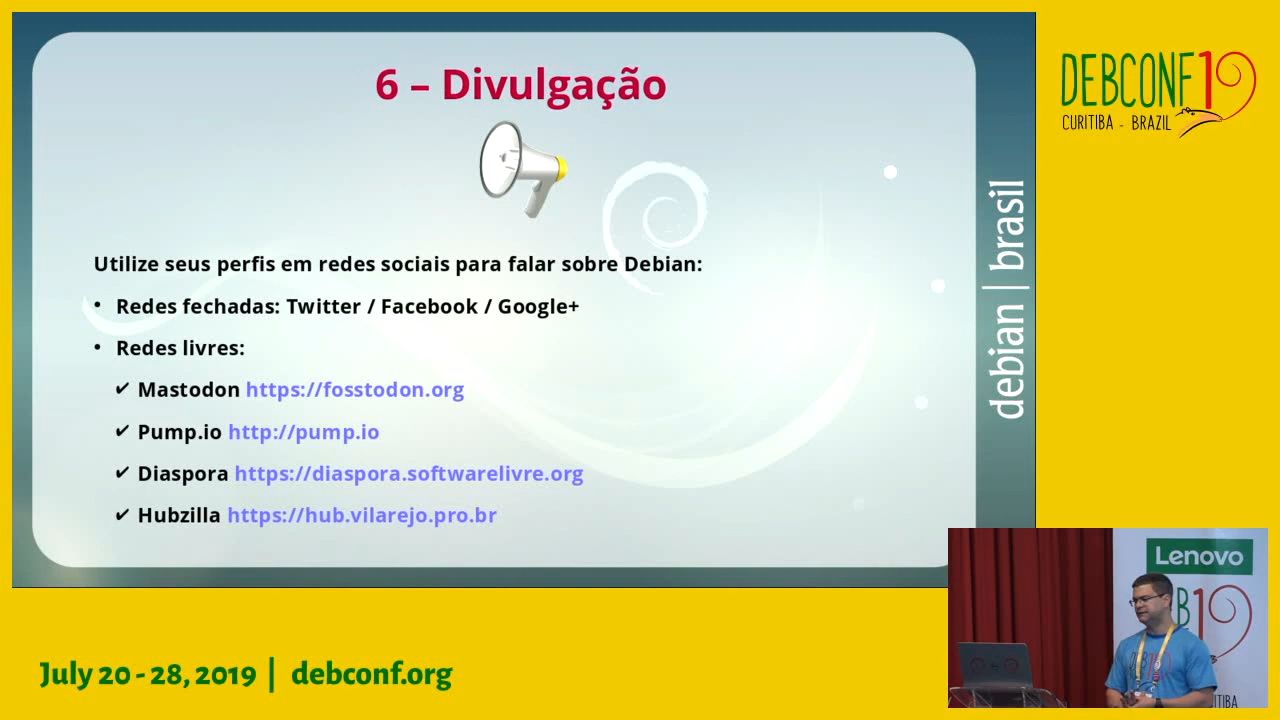 6 – Divulgação
Utilize seus perfis em redes sociais para falar sobre Debian:
• Redes fechadas: Twitter / Facebook / Google+
• Redes livres:
✔ Mastodon https://fosstodon.org
✔ Pump.io http://pump.io
✔ Diaspora https://diaspora.softwarelivre.org
✔ Hubzilla https://hub.vilarejo.pro.br
debian | brasil
DEBCONF19
CURITIBA - BRAZIL
Lenovo
B19
ITIBA
July 20 - 28, 2019 | debconf.org